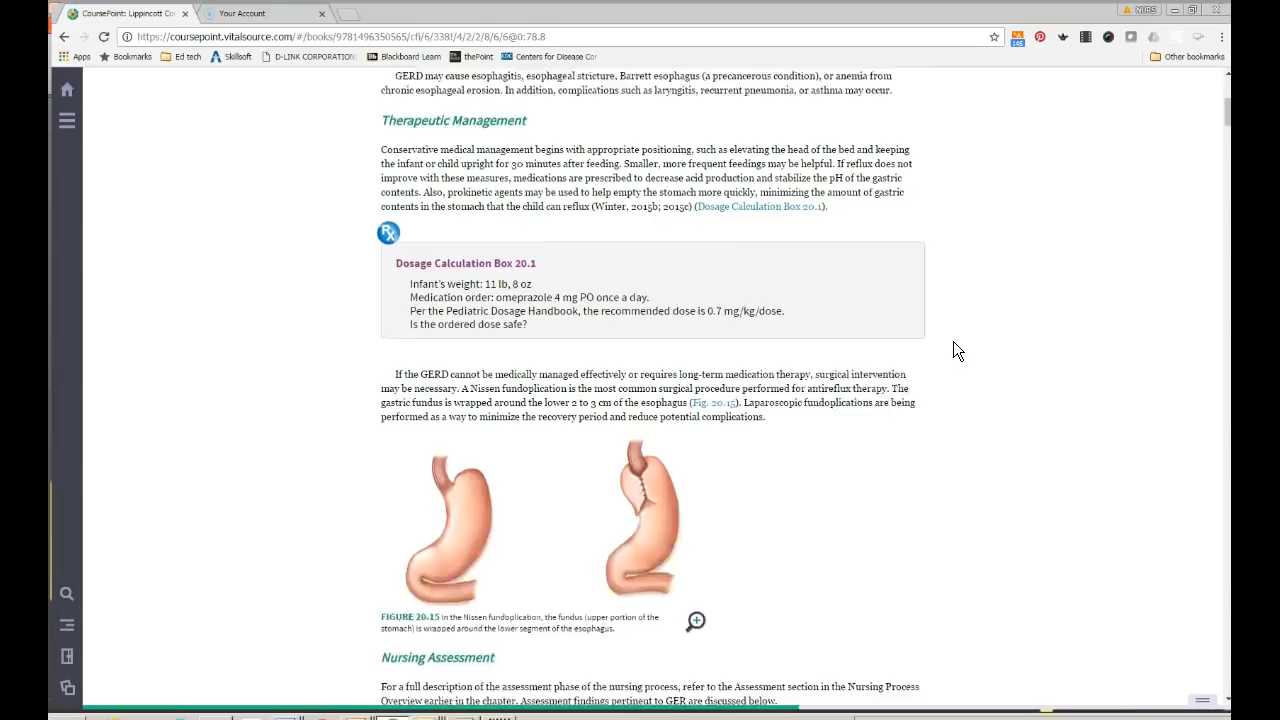 CoursePoint: Lippincott Co
Your Account
NURS
https://coursepoint.vitalsource.com/#/books/9781496350565/cfi/6/338!/4/2/2/8/6/6@0:78.8
145
Apps
Bookmarks
Ed tech
Skillsoft
D-LINK CORPORATION
Blackboard Learn
thePoint
Centers for Disease Co
Other bookmarks
GERD may cause esophagitis, esophageal stricture, Barrett esophagus (a precancerous condition), or anemia from
chronic esophageal erosion. In addition, complications such as laryngitis, recurrent pneumonia, or asthma may occur.
Therapeutic Management
Conservative medical management begins with appropriate positioning, such as elevating the head of the bed and keeping
the infant or child upright for 30 minutes after feeding. Smaller, more frequent feedings may be helpful. If reflux does not
improve with these measures, medications are prescribed to decrease acid production and stabilize the pH of the gastric
contents. Also, prokinetic agents may be used to help empty the stomach more quickly, minimizing the amount of gastric
contents in the stomach that the child can reflux (Winter, 2015b; 2015c) (Dosage Calculation Box 20.1).
Rx
Dosage Calculation Box 20.1
Infant's weight: 11 lb, 8 oz
Medication order: omeprazole 4 mg PO once a day.
Per the Pediatric Dosage Handbook, the recommended dose is 0.7 mg/kg/dose.
Is the ordered dose safe?
If the GERD cannot be medically managed effectively or requires long-term medication therapy, surgical intervention
may be necessary. A Nissen fundoplication is the most common surgical procedure performed for antireflux therapy. The
gastric fundus is wrapped around the lower 2 to 3 cm of the esophagus (Fig. 20.15). Laparoscopic fundoplications are being
performed as a way to minimize the recovery period and reduce potential complications.
FIGURE 20.15 In the Nissen fundoplication, the fundus (upper portion of the
stomach) is wrapped around the lower segment of the esophagus.
Nursing Assessment
For a full description of the assessment phase of the nursing process, refer to the Assessment section in the Nursing Process
Overview earlier in the chapter. Assessment findings pertinent to GER are discussed below.